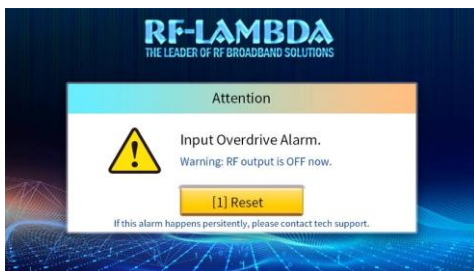 RF-LAMBDA
THE LEADER OF RF BROADBAND SOLUTIONS
Attention
Input Overdrive Alarm.
Warning: RF output is OFF now.
[1] Reset
If this alarm happens persitently, please contact tech support.